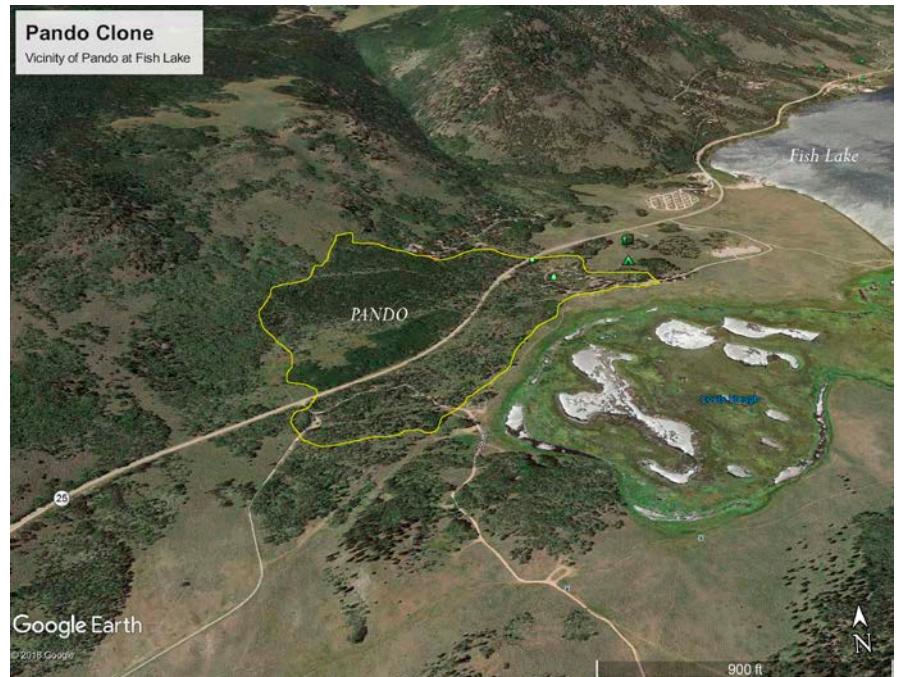 Pando Clone
Vicinity of Pando at Fish Lake
Fish Lake
PANDO
25
Google Earth
© 2018 Google
N
900 ft